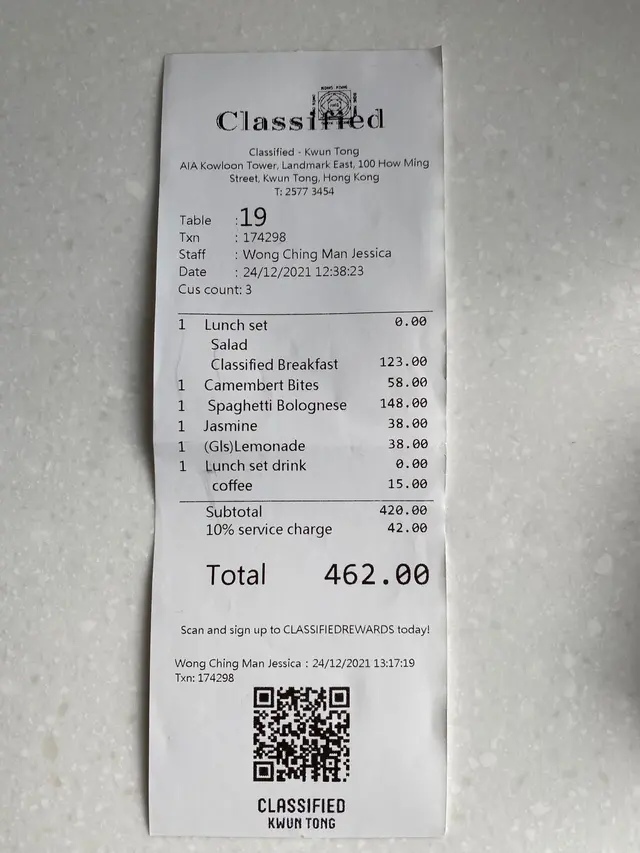 Classified
Classified - Kwun Tong
AIA Kowloon Tower, Landmark East, 100 How Ming
Street, Kwun Tong, Hong Kong
T: 2577 3454
Table :19
Txn : 174298
Staff : Wong Ching Man Jessica
Date : 24/12/2021 12:38:23
Cus count: 3
1 Lunch set 0.00
Salad
Classified Breakfast 123.00
1 Camembert Bites 58.00
1 Spaghetti Bolognese 148.00
1 Jasmine 38.00
1 (Gls)Lemonade 38.00
1 Lunch set drink 0.00
coffee 15.00
Subtotal 420.00
10% service charge 42.00
Total 462.00
Scan and sign up to CLASSIFIEDREWARDS today!
Wong Ching Man Jessica : 24/12/2021 13:17:19
Txn: 174298
CLASSIFIED
KWUN TONG